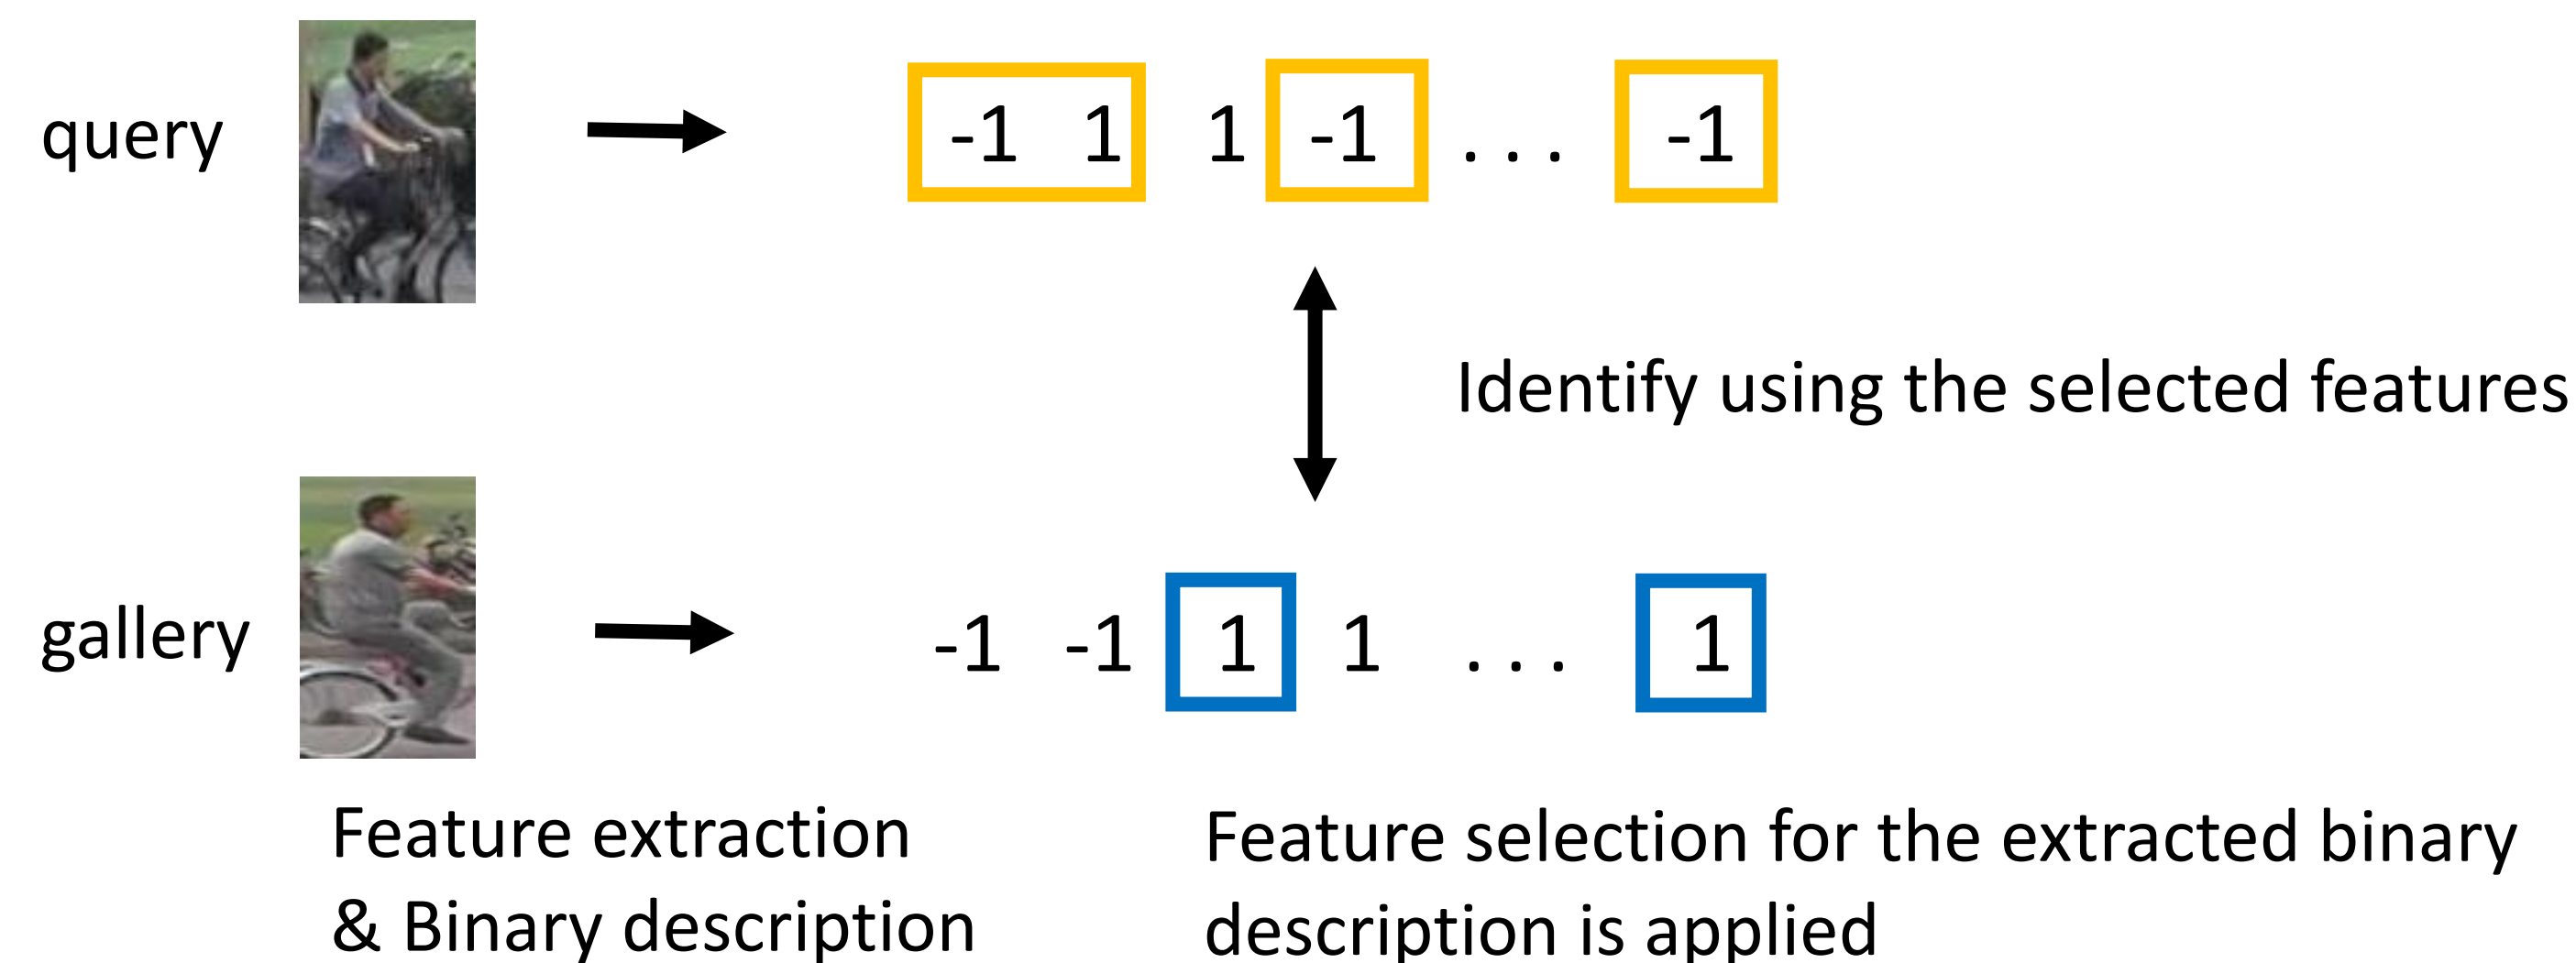 query
-1 1 1 -1 . . . -1
Identify using the selected features
gallery
-1 -1 1 1 . . . 1
Feature extraction
& Binary description
Feature selection for the extracted binary
description is applied